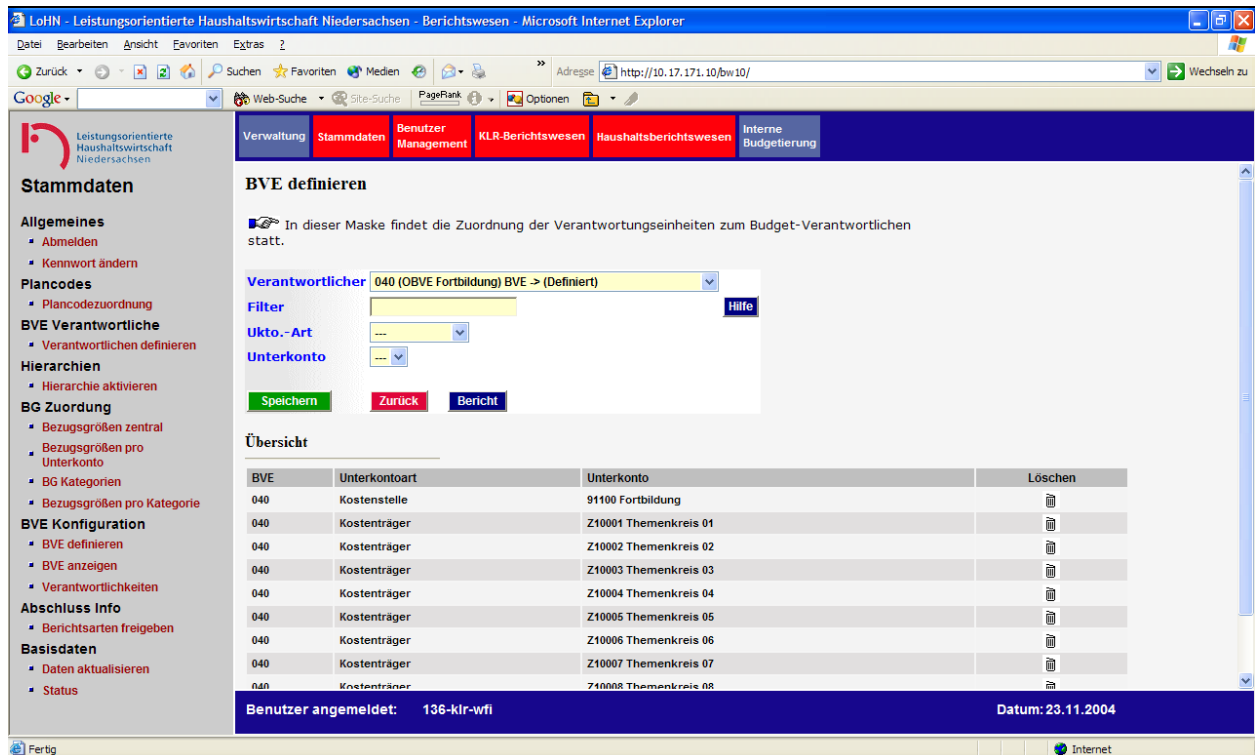 LoHN - Leistungsorientierte Haushaltswirtschaft Niedersachsen - Berichtswesen - Microsoft Internet Explorer
Datei Bearbeiten Ansicht Favoriten Extras ?
Zurück Suchen Favoriten Medien » Adresse http://10.17.171.10/bw10/ Wechseln zu
Google Web-Suche Site-Suche PageRank Optionen
Leistungsorientierte
Haushaltswirtschaft
Niedersachsen
Verwaltung Stammdaten Benutzer Management KLR-Berichtswesen Haushaltsberichtswesen Interne Budgetierung
Stammdaten
Allgemeines
Abmelden
Kennwort ändern
Plancodes
Plancodezuordnung
BVE Verantwortliche
Verantwortlichen definieren
Hierarchien
Hierarchie aktivieren
BG Zuordung
Bezugsgrößen zentral
Bezugsgrößen pro
Unterkonto
BG Kategorien
Bezugsgrößen pro Kategorie
BVE Konfiguration
BVE definieren
BVE anzeigen
Verantwortlichkeiten
Abschluss Info
Berichtsarten freigeben
Basisdaten
Daten aktualisieren
Status
BVE definieren
In dieser Maske findet die Zuordnung der Verantwortungseinheiten zum Budget-Verantwortlichen
statt.
Verantwortlicher 040 (OBVE Fortbildung) BVE -> (Definiert)
Filter Hilfe
Ukto.-Art ---
Unterkonto ---
Speichern Zurück Bericht
Übersicht
BVE Unterkontoart Unterkonto Löschen
040 Kostenstelle 91100 Fortbildung
040 Kostenträger Z10001 Themenkreis 01
040 Kostenträger Z10002 Themenkreis 02
040 Kostenträger Z10003 Themenkreis 03
040 Kostenträger Z10004 Themenkreis 04
040 Kostenträger Z10005 Themenkreis 05
040 Kostenträger Z10006 Themenkreis 06
040 Kostenträger Z10007 Themenkreis 07
040 Kostenträger Z10008 Themenkreis 08
Benutzer angemeldet: 136-klr-wfi Datum: 23.11.2004
Fertig Internet